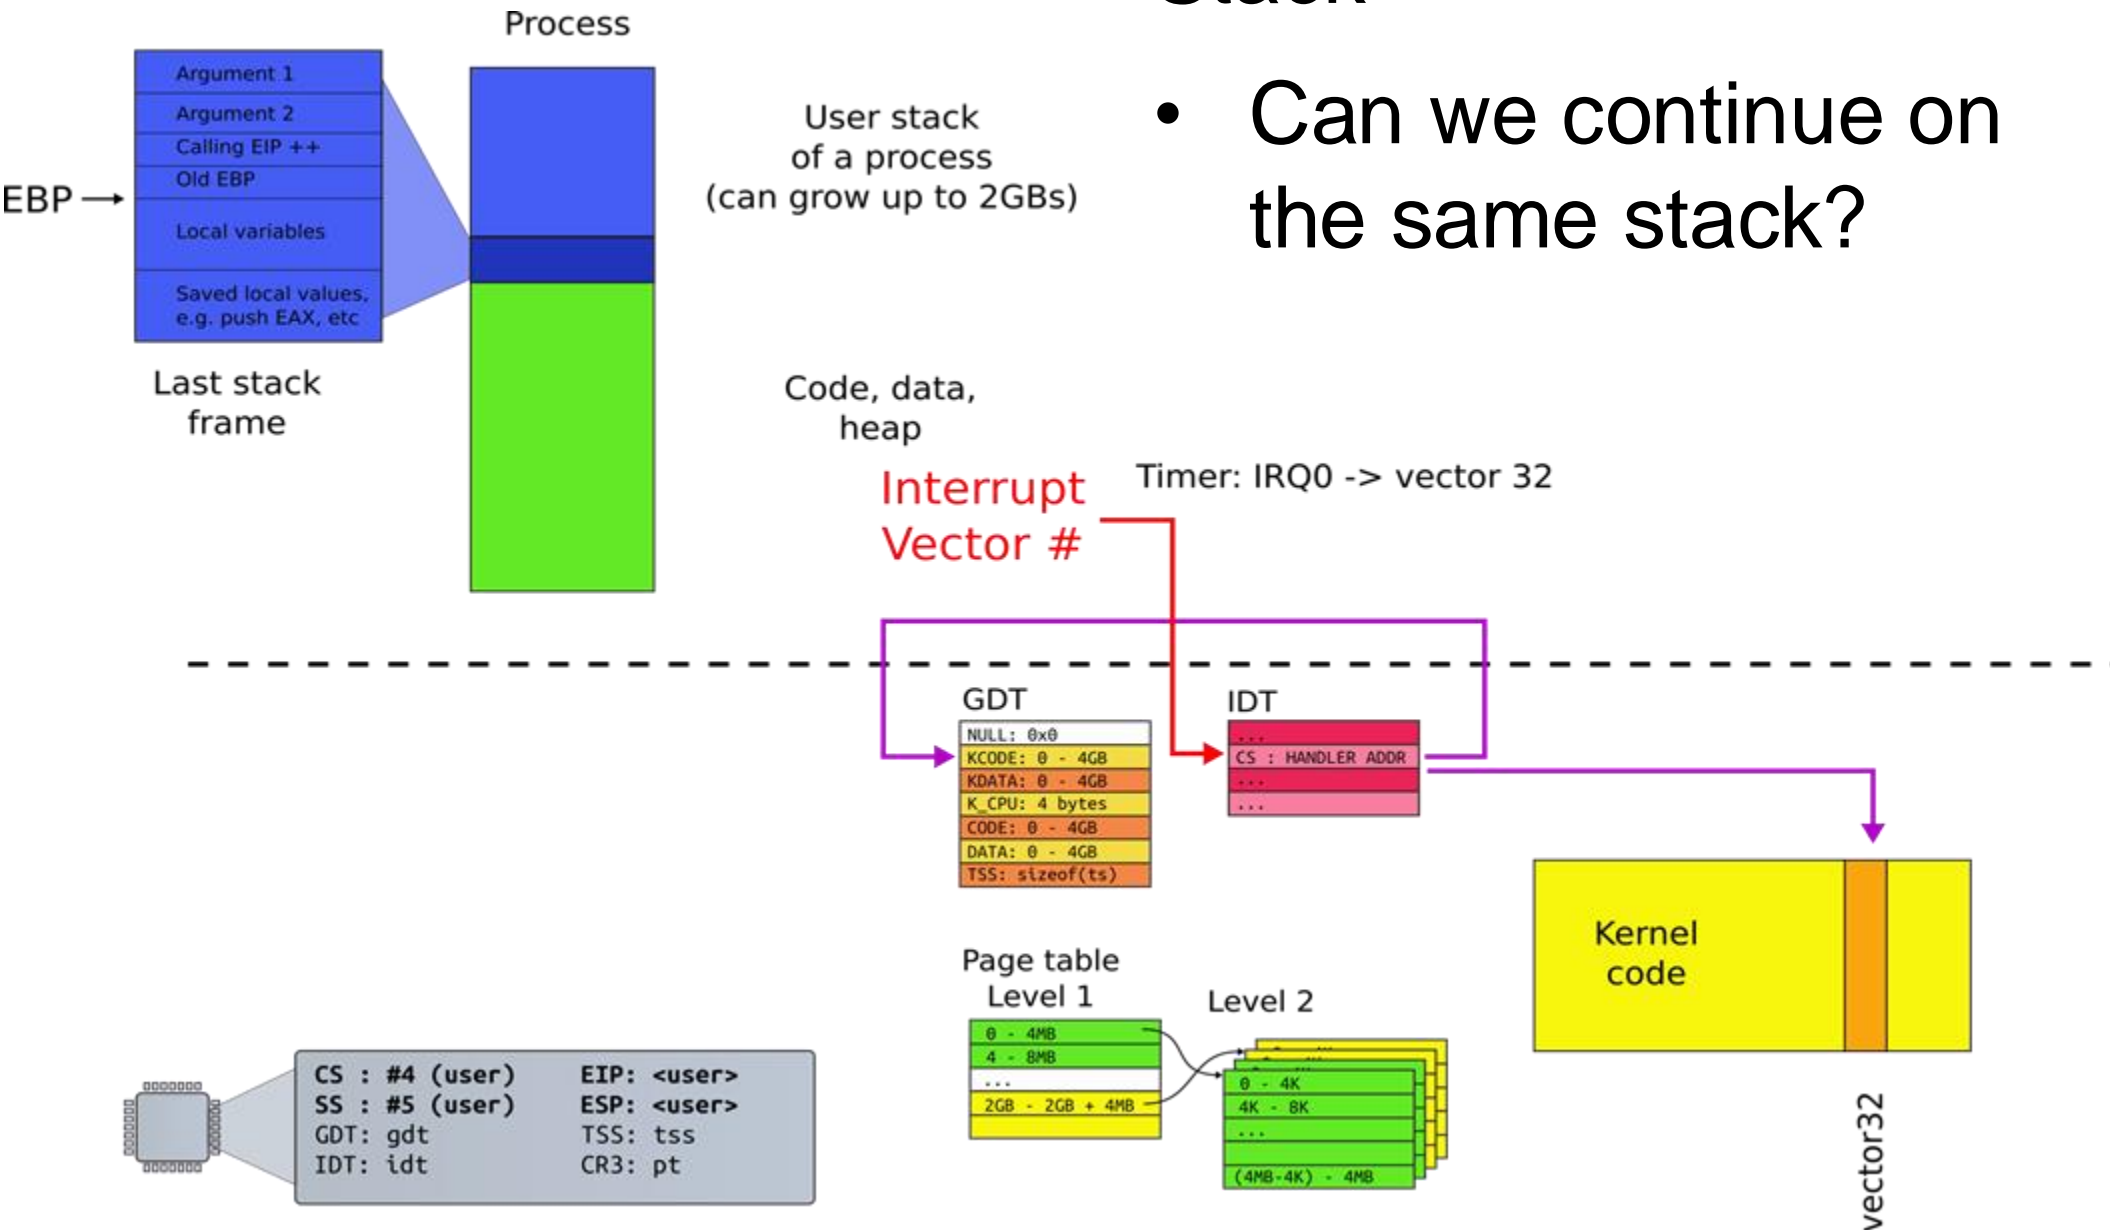 Stack
• Can we continue on
the same stack?
Process
Argument 1
Argument 2
Calling EIP ++
Old EBP
EBP
Local variables
Saved local values,
e.g. push EAX, etc
Last stack
frame
User stack
of a process
(can grow up to 2GBs)
Code, data,
heap
Interrupt
Vector #
Timer: IRQ0 -> vector 32
GDT
NULL: 0x0
KCODE: 0 - 4GB
KDATA: 0 - 4GB
K_CPU: 4 bytes
CODE: 0 - 4GB
DATA: 0 - 4GB
TSS: sizeof(ts)
IDT
...
CS : HANDLER ADDR
...
...
Kernel
code
vector32
Page table
Level 1
0 - 4MB
4 - 8MB
...
2GB - 2GB + 4MB
Level 2
0 - 4K
4K - 8K
...
(4MB-4K) - 4MB
CS : #4 (user) EIP: <user>
SS : #5 (user) ESP: <user>
GDT: gdt TSS: tss
IDT: idt CR3: pt